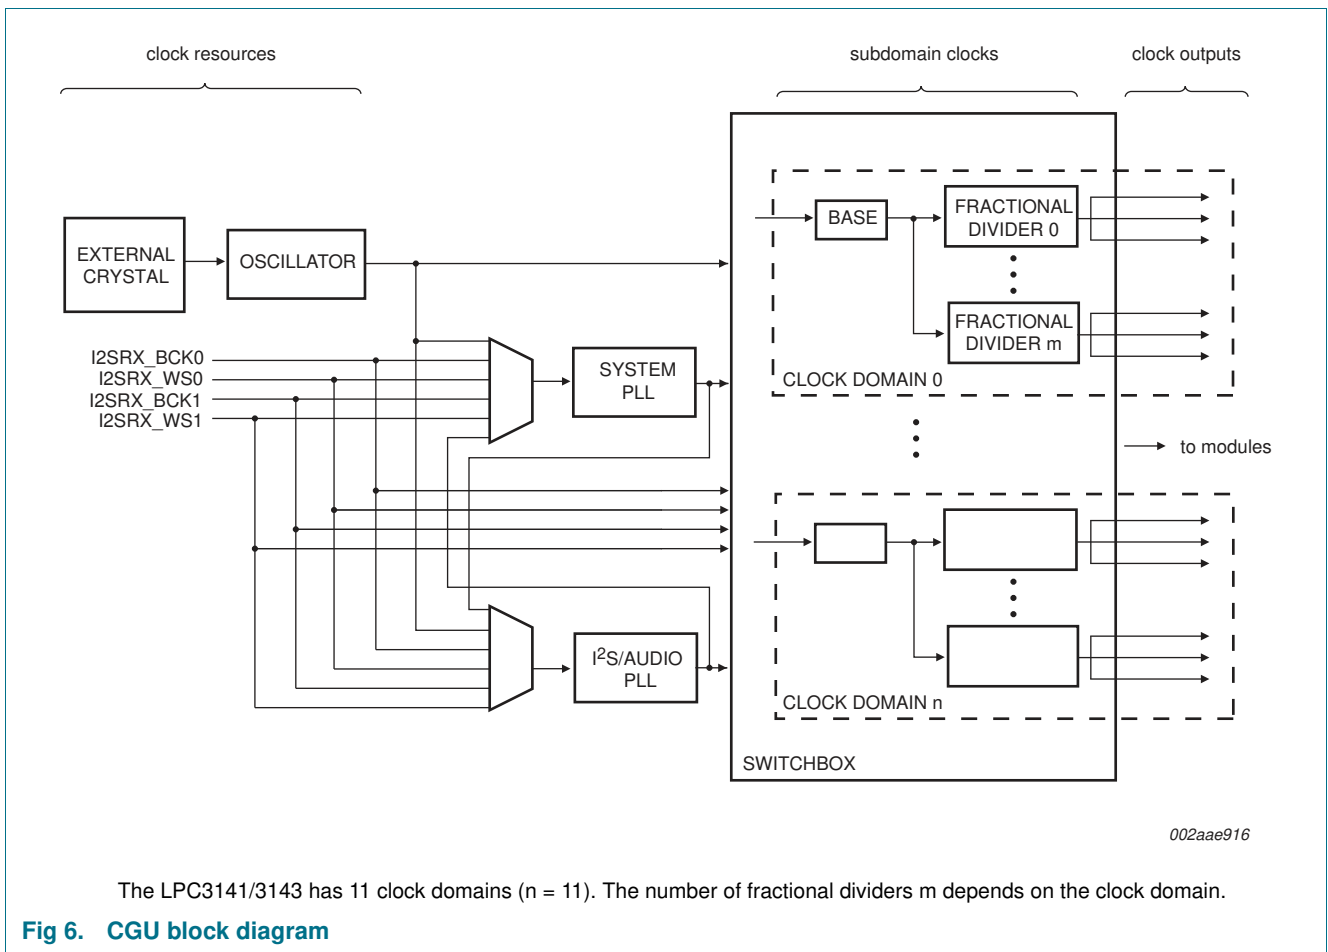 clock resources
subdomain clocks
clock outputs
EXTERNAL
CRYSTAL
OSCILLATOR
BASE
FRACTIONAL
DIVIDER 0
FRACTIONAL
DIVIDER m
CLOCK DOMAIN 0
I2SRX_BCK0
I2SRX_WS0
I2SRX_BCK1
I2SRX_WS1
SYSTEM
PLL
to modules
I2S/AUDIO
PLL
CLOCK DOMAIN n
SWITCHBOX
002aae916
The LPC3141/3143 has 11 clock domains (n = 11). The number of fractional dividers m depends on the clock domain.
Fig 6. CGU block diagram